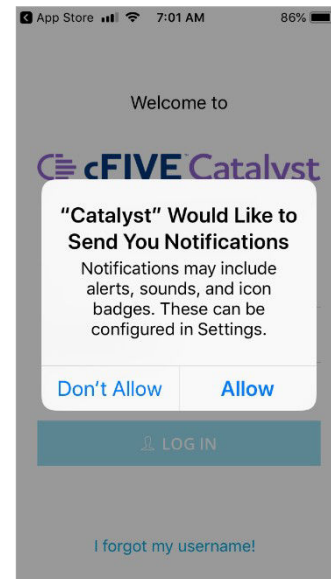 App Store 7:01 AM 86%
Welcome to
cFIVE Catalyst
“Catalyst” Would Like to
Send You Notifications
Notifications may include
alerts, sounds, and icon
badges. These can be
configured in Settings.
Don’t Allow Allow
LOG IN
I forgot my username!